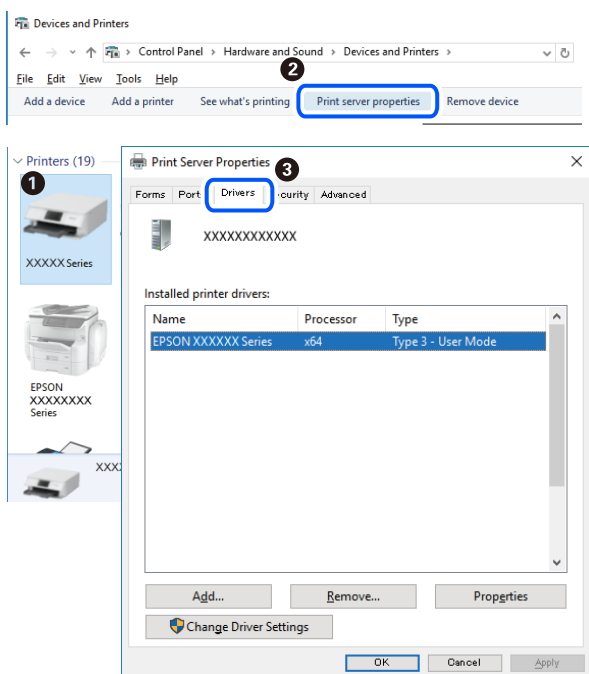 Devices and Printers
Control Panel > Hardware and Sound > Devices and Printers >
2
File Edit View Tools Help
Add a device Add a printer See what's printing Print server properties Remove device
Printers (19)
1
XXXXX Series
EPSON
XXXXXXXX
Series
XXX
Print Server Properties
3
Forms Port Drivers curity Advanced
XXXXXXXXXXXX
Installed printer drivers:
Name Processor Type
EPSON XXXXXX Series x64 Type 3 - User Mode
Add... Remove... Properties
Change Driver Settings
OK Cancel Apply